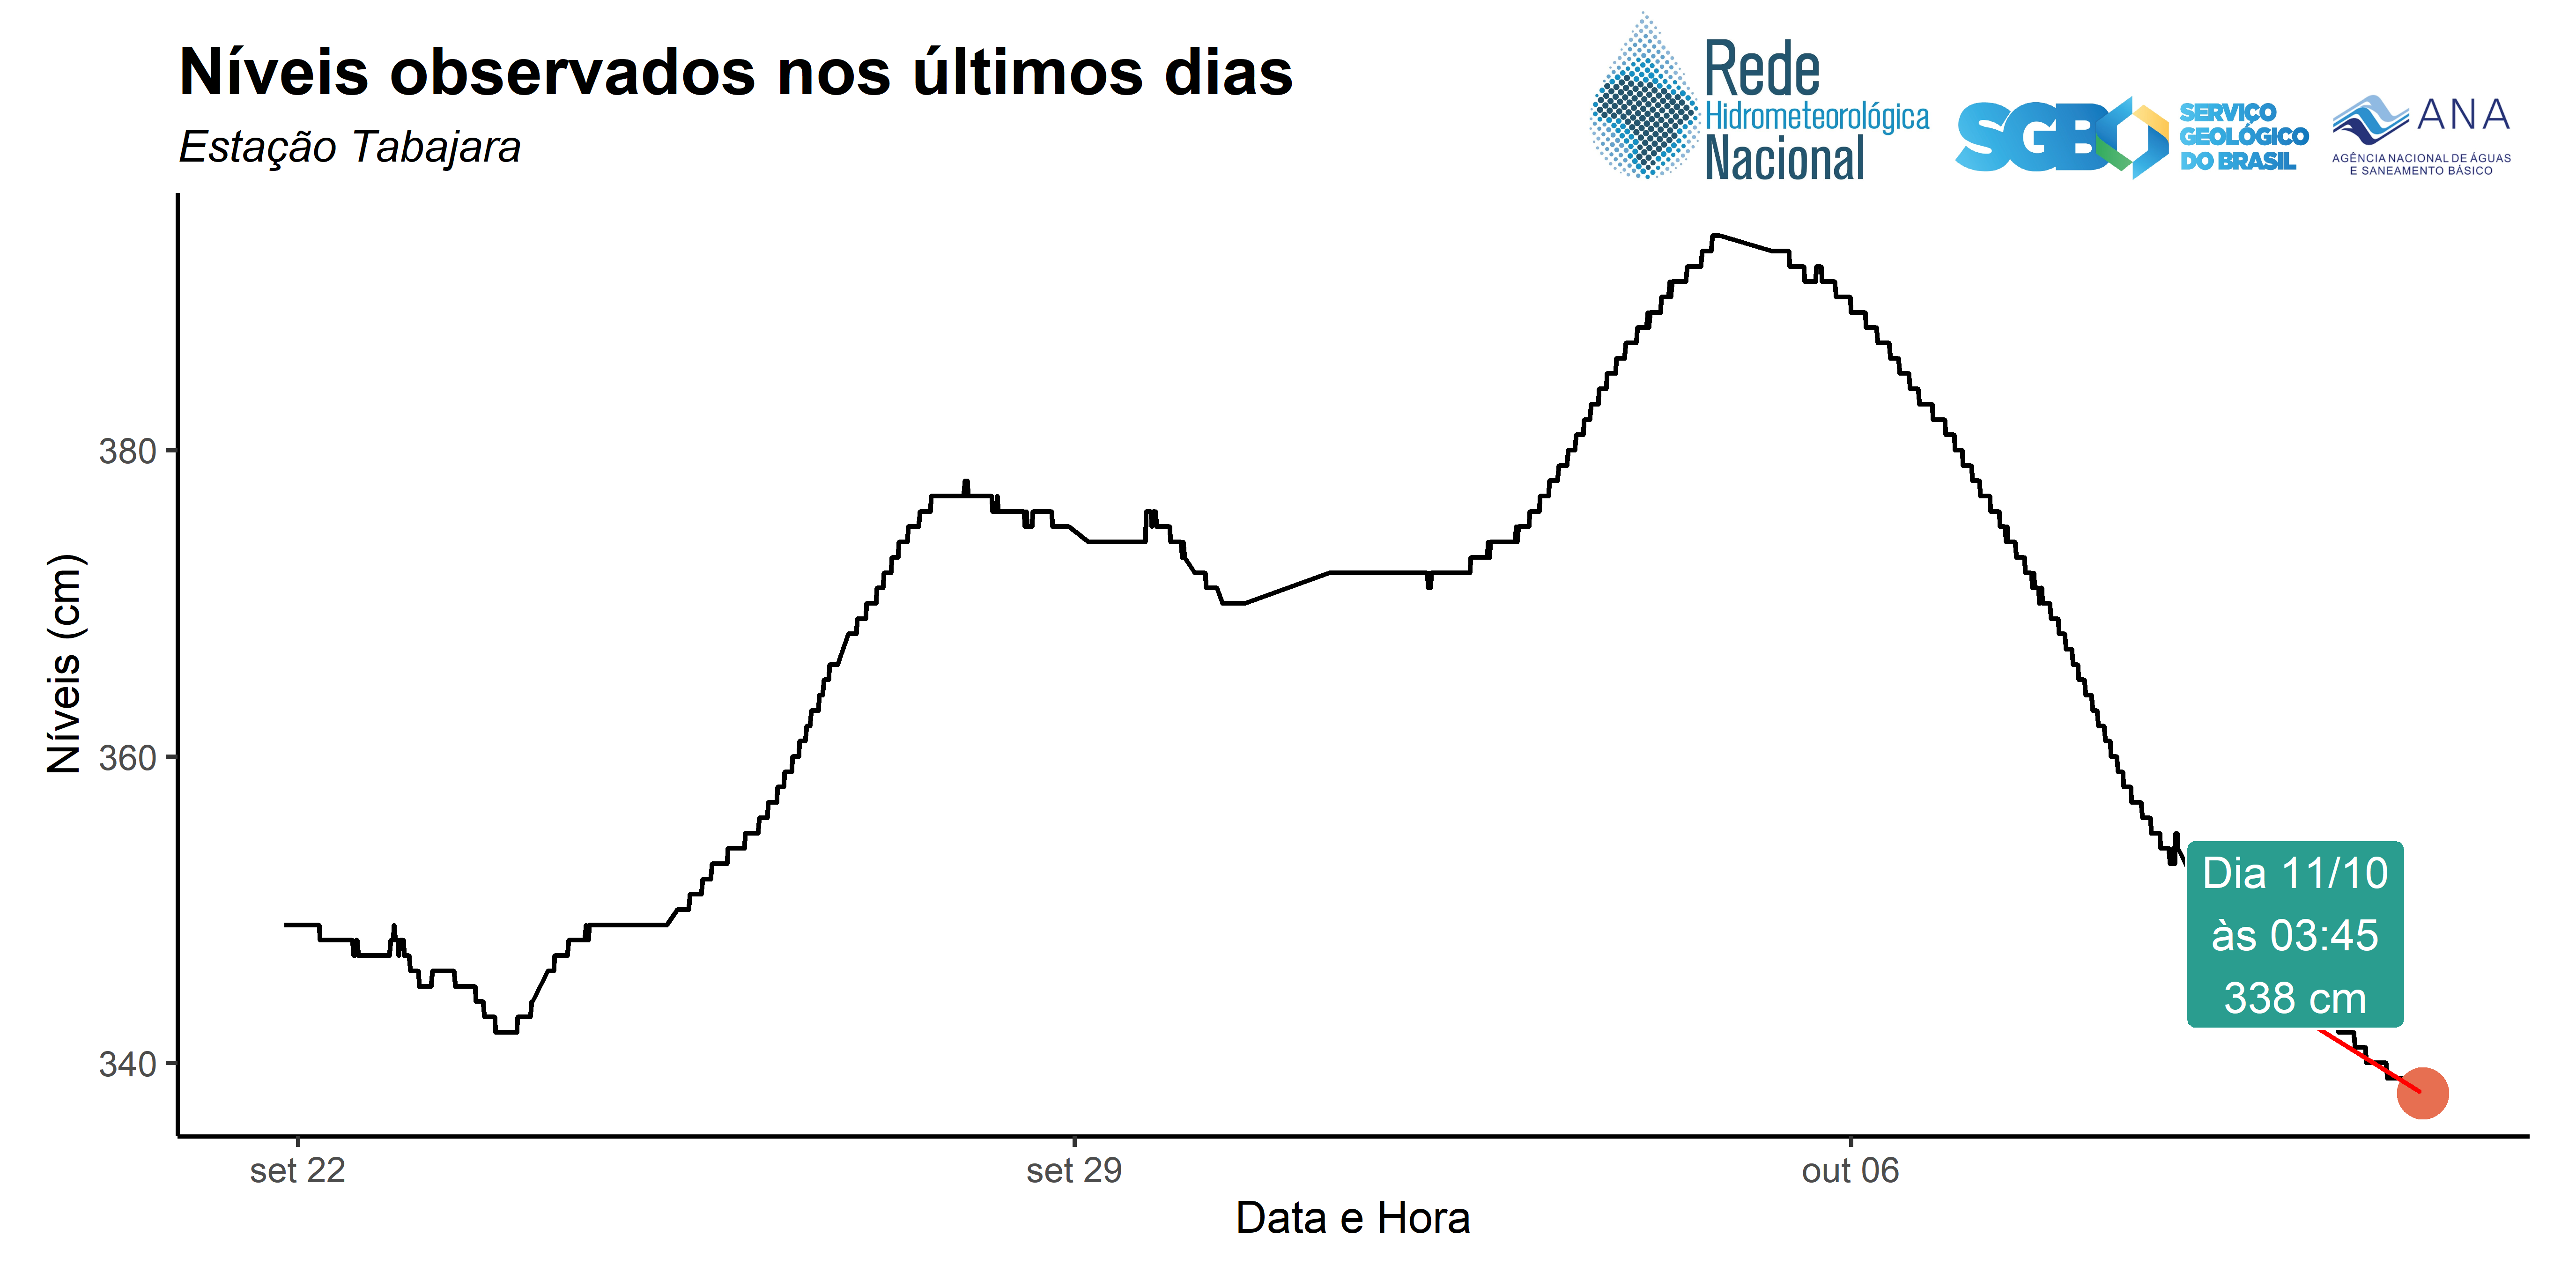 Níveis observados nos últimos dias
Estação Tabajara
Rede
Hidrometeorológica
Nacional
SGB
SERVIÇO
GEOLÓGICO
DO BRASIL
ANA
AGÊNCIA NACIONAL DE ÁGUAS
E SANEAMENTO BÁSICO
Níveis (cm)
380
360
340
Dia 11/10
às 03:45
338 cm
set 22
set 29
out 06
Data e Hora